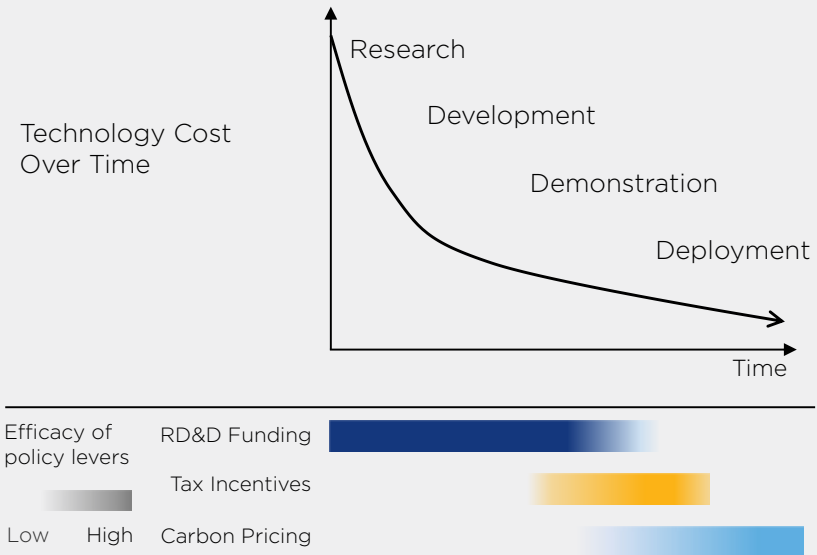 Research
Development
Technology Cost
Over Time
Demonstration
Deployment
Time
Efficacy of
policy levers
Low High
RD&D Funding
Tax Incentives
Carbon Pricing